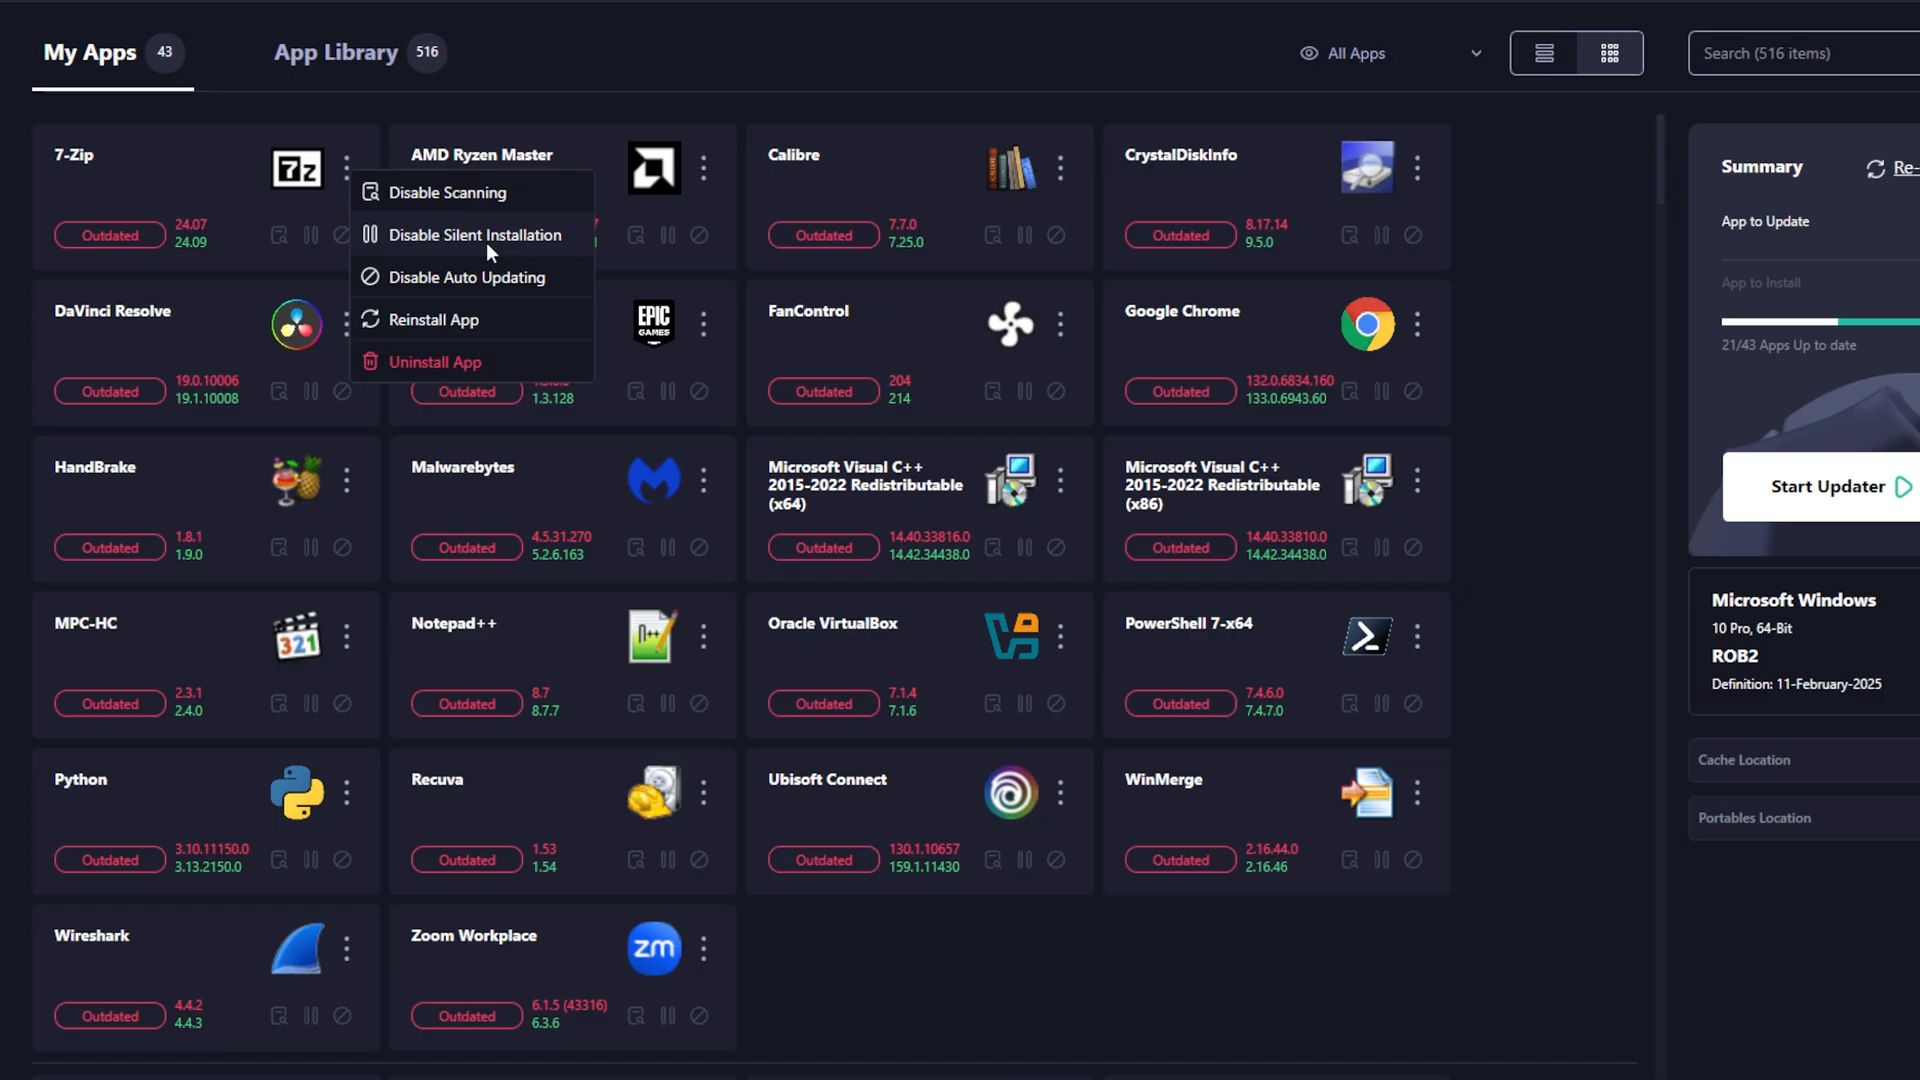 My Apps 43
App Library 516
All Apps
Search (516 items)
7-Zip
Outdated
24.07
24.09
Disable Scanning
Disable Silent Installation
Disable Auto Updating
Reinstall App
Uninstall App
AMD Ryzen Master
Calibre
Outdated
7.7.0
7.25.0
CrystalDiskInfo
Outdated
8.17.14
9.5.0
DaVinci Resolve
Outdated
19.0.10006
19.1.10008
EPIC
GAMES
Outdated
1.3.128
FanControl
Outdated
204
214
Google Chrome
Outdated
132.0.6834.160
133.0.6943.60
HandBrake
Outdated
1.8.1
1.9.0
Malwarebytes
Outdated
4.5.31.270
5.2.6.163
Microsoft Visual C++
2015-2022 Redistributable
(x64)
Outdated
14.40.33816.0
14.42.34438.0
Microsoft Visual C++
2015-2022 Redistributable
(x86)
Outdated
14.40.33810.0
14.42.34438.0
MPC-HC
321
Outdated
2.3.1
2.4.0
Notepad++
Outdated
8.7
8.7.7
Oracle VirtualBox
Outdated
7.1.4
7.1.6
PowerShell 7-x64
Outdated
7.4.6.0
7.4.7.0
Python
Outdated
3.10.11150.0
3.13.2150.0
Recuva
Outdated
1.53
1.54
Ubisoft Connect
Outdated
130.1.10657
159.1.11430
WinMerge
Outdated
2.16.44.0
2.16.46
Wireshark
Outdated
4.4.2
4.4.3
Zoom Workplace
zm
Outdated
6.1.5 (43316)
6.3.6
Summary
Re-
App to Update
App to Install
21/43 Apps Up to date
Start Updater
Microsoft Windows
10 Pro, 64-Bit
ROB2
Definition: 11-February-2025
Cache Location
Portables Location